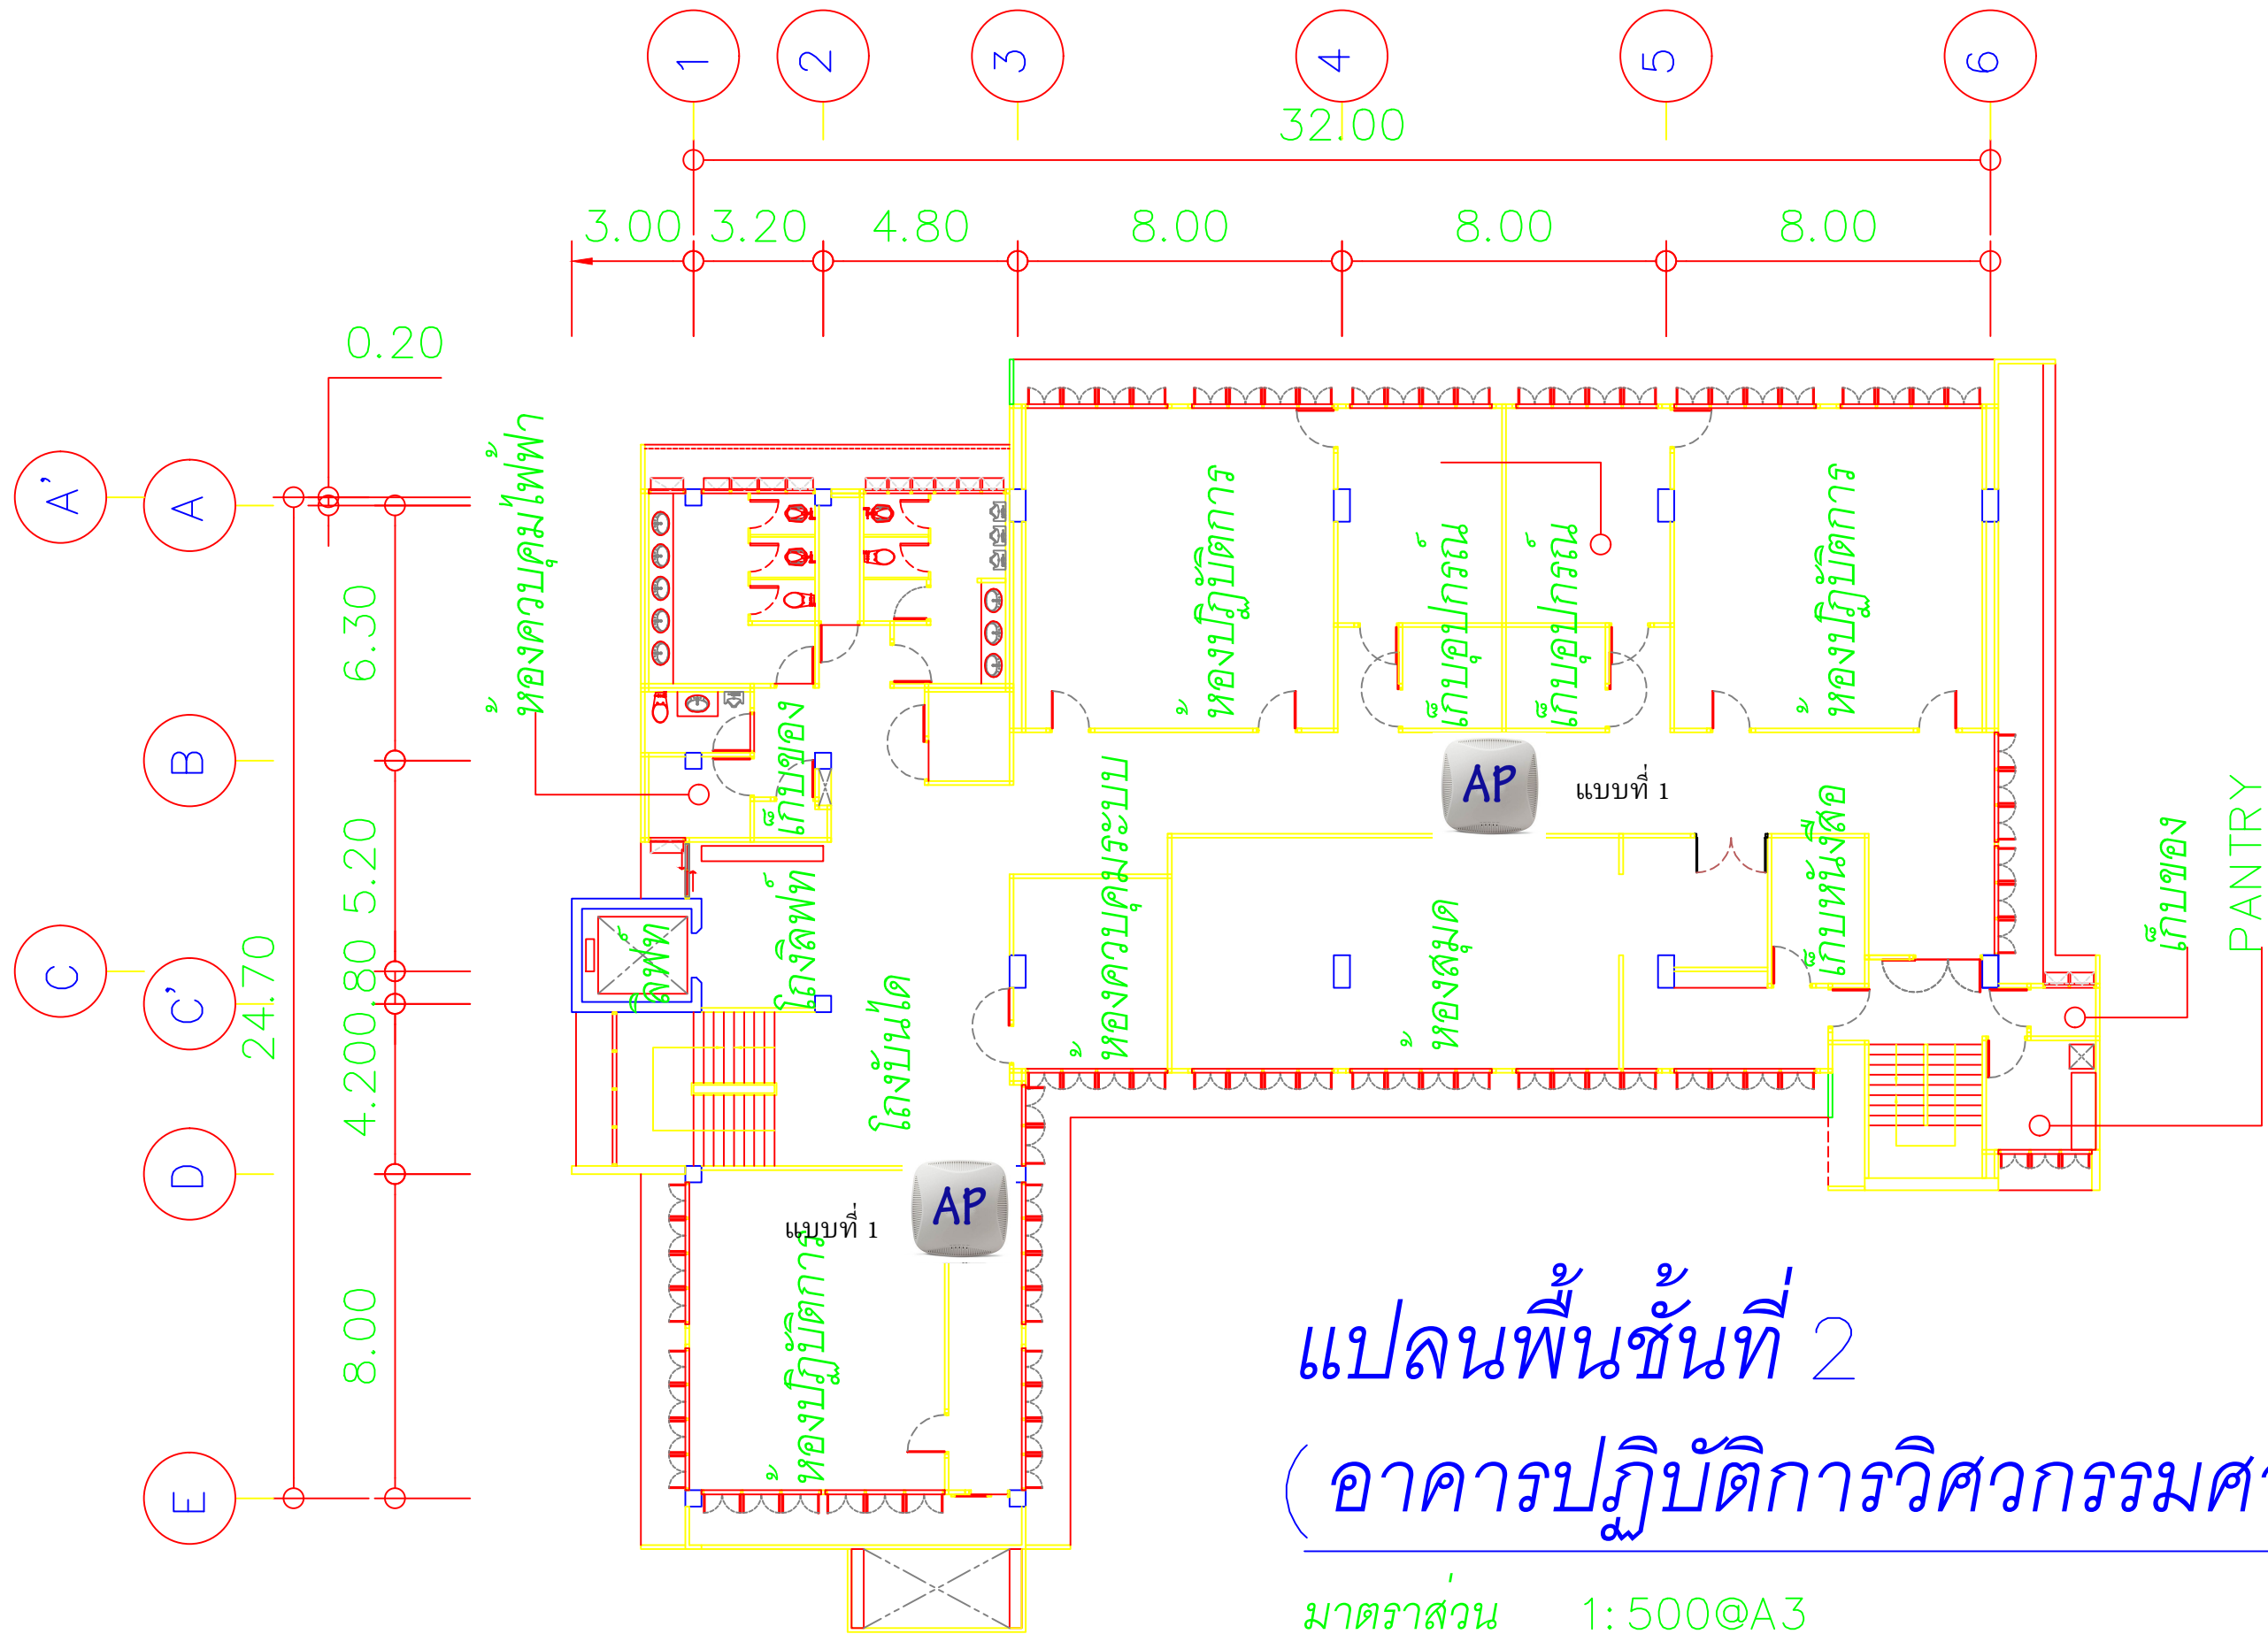 1 2 3 4 5 6
32.00
3.00 3.20 4.80 8.00 8.00 8.00
0.20
A' A
B
C C'
D
E
6.30
5.20
.80
4.20
8.00
24.70
ห้องควบคุมไฟฟ้า
ห้องปฏิบัติการ
เก็บอุปกรณ์
เก็บอุปกรณ์
ห้องปฏิบัติการ
เก็บของ
ห้องควบคุมระบบ
AP แบบที่ 1
เก็บหนังสือ
เก็บของ
PANTRY
ลิฟท์
โถงลิฟท์
โถงบันได
ห้องสมุด
AP
แบบที่ 1
ห้องปฏิบัติการ
แปลนพื้นชั้นที่ 2
(อาคารปฏิบัติการวิศวกรรมศา
มาตราส่วน 1:500@A3